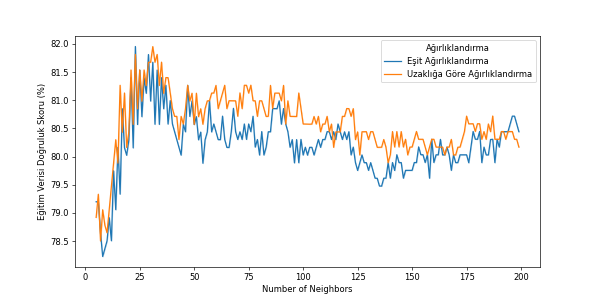 Ağırlıklandırma
Eşit Ağırlıklandırma
Uzaklığa Göre Ağırlıklandırma
Eğitim Verisi Doğruluk Skoru (%)
82.0
81.5
81.0
80.5
80.0
79.5
79.0
78.5
0 25 50 75 100 125 150 175 200
Number of Neighbors